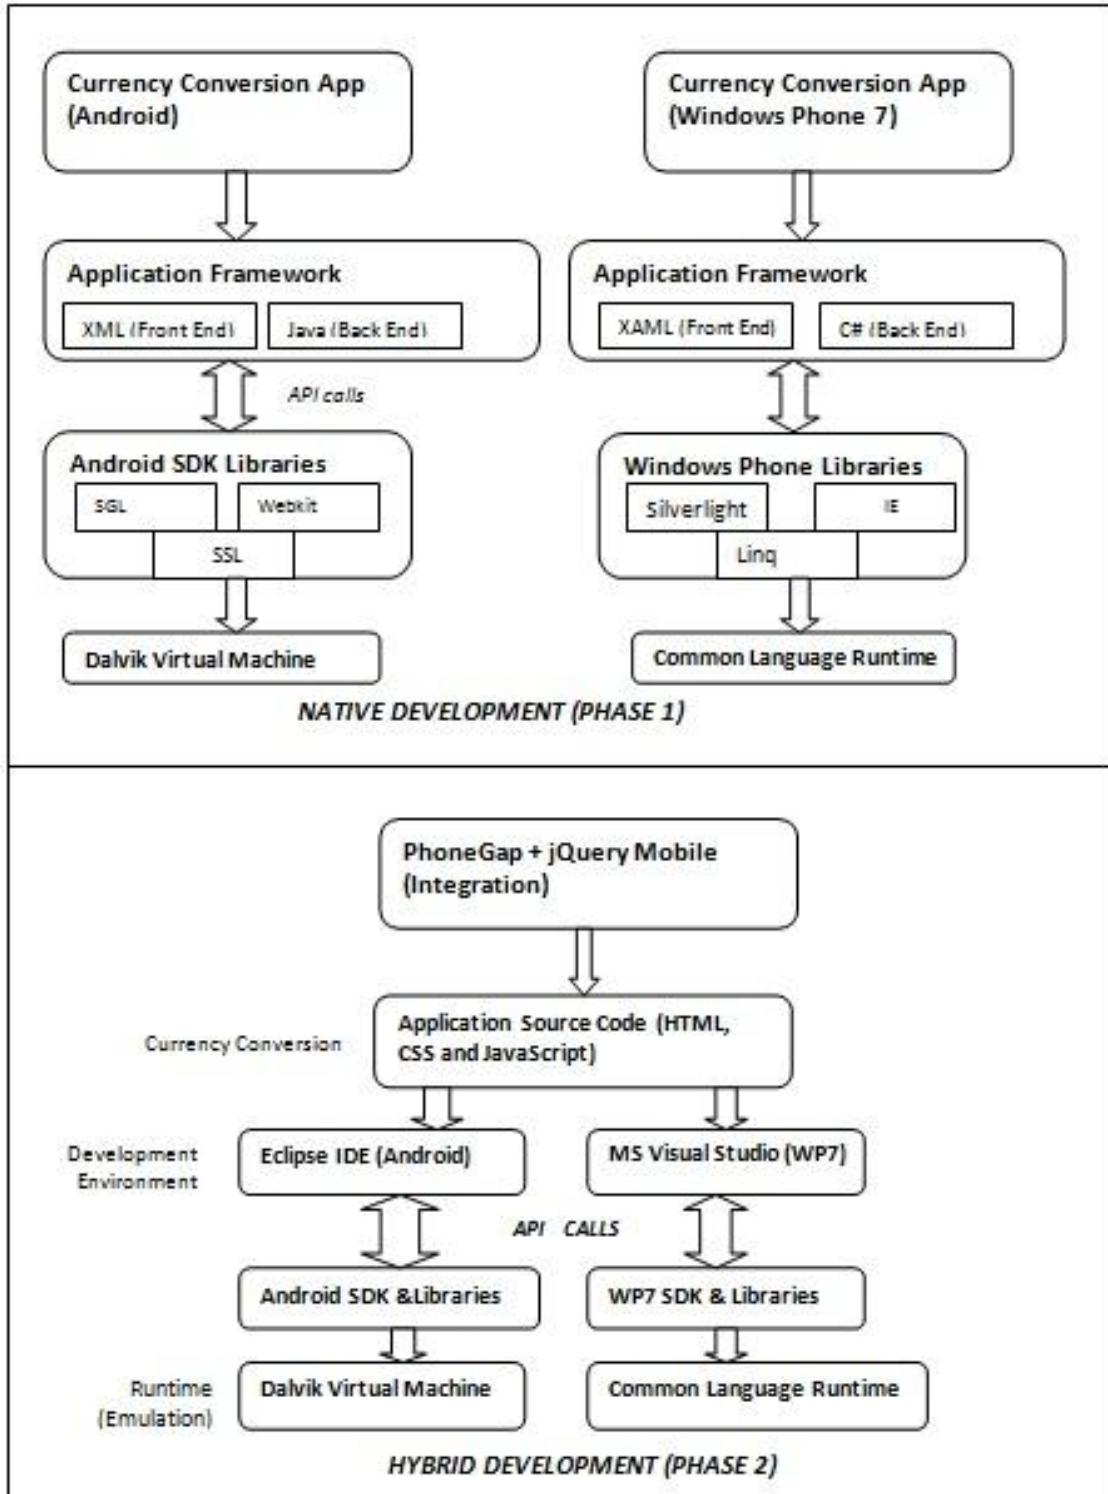 Currency Conversion App
(Android)
Currency Conversion App
(Windows Phone 7)
Application Framework
XML (Front End)
Java (Back End)
Application Framework
XAML (Front End)
C# (Back End)
API calls
Android SDK Libraries
SGL
Webkit
SSL
Windows Phone Libraries
Silverlight
IE
Linq
Dalvik Virtual Machine
Common Language Runtime
NATIVE DEVELOPMENT (PHASE 1)
PhoneGap + jQuery Mobile
(Integration)
Currency Conversion
Application Source Code (HTML,
CSS and JavaScript)
Development
Environment
Eclipse IDE (Android)
MS Visual Studio (WP7)
API CALLS
Android SDK &Libraries
WP7 SDK & Libraries
Runtime
(Emulation)
Dalvik Virtual Machine
Common Language Runtime
HYBRID DEVELOPMENT (PHASE 2)